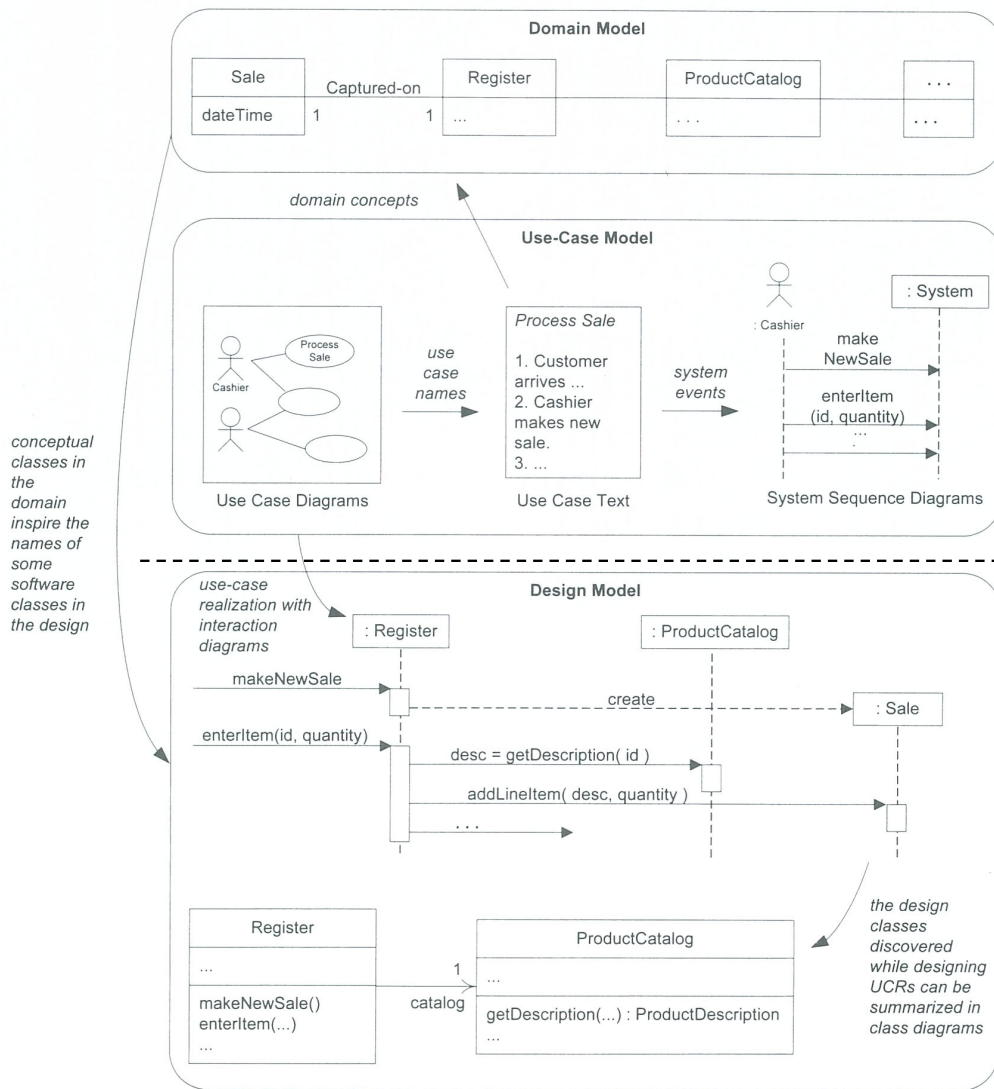 Domain Model
Sale
Captured-on
Register
ProductCatalog
...
dateTime
1
1
...
...
...
domain concepts
Use-Case Model
Process
Sale
Cashier
Use Case Diagrams
use
case
names
Process Sale
1. Customer
arrives ...
2. Cashier
makes new
sale.
3. ...
Use Case Text
system
events
: Cashier
: System
make
NewSale
enterItem
(id, quantity)
...
.
System Sequence Diagrams
conceptual
classes in
the
domain
inspire the
names of
some
software
classes in
the design
Design Model
use-case
realization with
interaction
diagrams
: Register
: ProductCatalog
makeNewSale
create
: Sale
enterItem(id, quantity)
desc = getDescription( id )
addLineItem( desc, quantity )
...
Register
...
makeNewSale()
enterItem(...)
...
1
catalog
ProductCatalog
...
getDescription(...) : ProductDescription
...
the design
classes
discovered
while designing
UCRs can be
summarized in
class diagrams